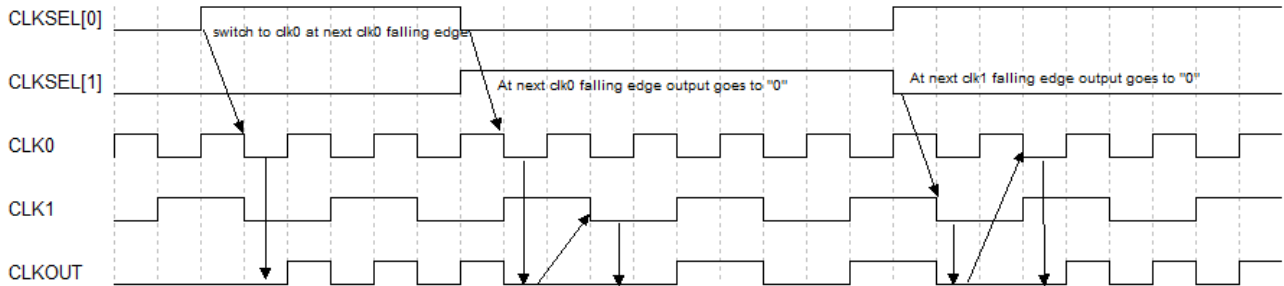 CLKSEL[0]
switch to clk0 at next clk0 falling edge
CLKSEL[1]
At next clk0 falling edge output goes to "0"
At next clk1 falling edge output goes to "0"
CLK0
CLK1
CLKOUT